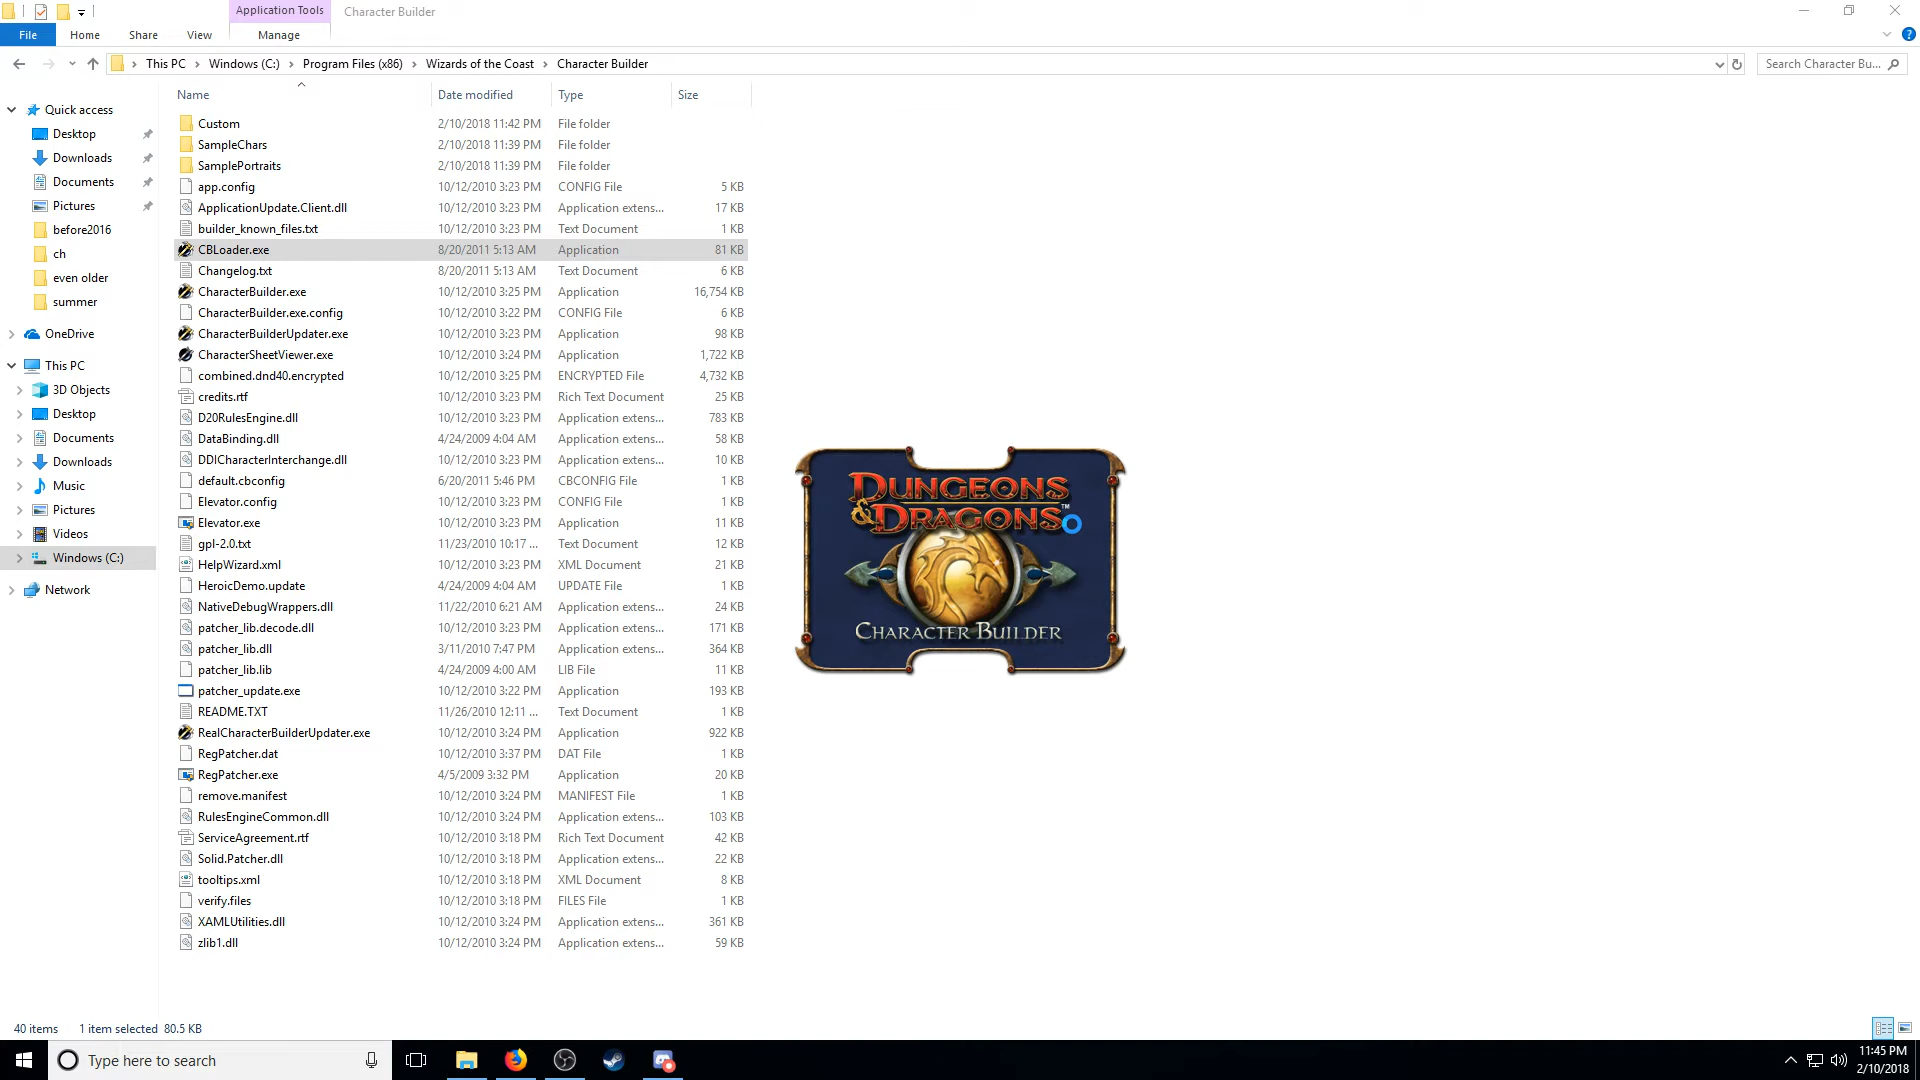 Application Tools Character Builder
File Home Share View Manage
This PC Windows (C:) Program Files (x86) Wizards of the Coast Character Builder
Search Character Bu...
Name Date modified Type Size
Quick access
Desktop
Downloads
Documents
Pictures
before2016
ch
even older
summer
OneDrive
This PC
3D Objects
Desktop
Documents
Downloads
Music
Pictures
Videos
Windows (C:)
Network
Custom 2/10/2018 11:42 PM File folder
SampleChars 2/10/2018 11:39 PM File folder
SamplePortraits 2/10/2018 11:39 PM File folder
app.config 10/12/2010 3:23 PM CONFIG File 5 KB
ApplicationUpdate.Client.dll 10/12/2010 3:23 PM Application extens... 17 KB
builder_known_files.txt 10/12/2010 3:23 PM Text Document 1 KB
CBLoader.exe 8/20/2011 5:13 AM Application 81 KB
Changelog.txt 8/20/2011 5:13 AM Text Document 6 KB
CharacterBuilder.exe 10/12/2010 3:25 PM Application 16,754 KB
CharacterBuilder.exe.config 10/12/2010 3:22 PM CONFIG File 6 KB
CharacterBuilderUpdater.exe 10/12/2010 3:23 PM Application 98 KB
CharacterSheetViewer.exe 10/12/2010 3:24 PM Application 1,722 KB
combined.dnd40.encrypted 10/12/2010 3:25 PM ENCRYPTED File 4,732 KB
credits.rtf 10/12/2010 3:23 PM Rich Text Document 25 KB
D20RulesEngine.dll 10/12/2010 3:23 PM Application extens... 783 KB
DataBinding.dll 4/24/2009 4:04 AM Application extens... 58 KB
DDICharacterInterchange.dll 10/12/2010 3:23 PM Application extens... 10 KB
default.cbconfig 6/20/2011 5:46 PM CBCONFIG File 1 KB
Elevator.config 10/12/2010 3:23 PM CONFIG File 1 KB
Elevator.exe 10/12/2010 3:23 PM Application 11 KB
gpl-2.0.txt 11/23/2010 10:17 ... Text Document 12 KB
HelpWizard.xml 10/12/2010 3:23 PM XML Document 21 KB
HeroicDemo.update 4/24/2009 4:04 AM UPDATE File 1 KB
NativeDebugWrappers.dll 11/22/2010 6:21 AM Application extens... 24 KB
patcher_lib.decode.dll 10/12/2010 3:23 PM Application extens... 171 KB
patcher_lib.dll 3/11/2010 7:47 PM Application extens... 364 KB
patcher_lib.lib 4/24/2009 4:00 AM LIB File 11 KB
patcher_update.exe 10/12/2010 3:22 PM Application 193 KB
README.TXT 11/26/2010 12:11 ... Text Document 1 KB
RealCharacterBuilderUpdater.exe 10/12/2010 3:24 PM Application 922 KB
RegPatcher.dat 10/12/2010 3:37 PM DAT File 1 KB
RegPatcher.exe 4/5/2009 3:32 PM Application 20 KB
remove.manifest 10/12/2010 3:24 PM MANIFEST File 1 KB
RulesEngineCommon.dll 10/12/2010 3:24 PM Application extens... 103 KB
ServiceAgreement.rtf 10/12/2010 3:18 PM Rich Text Document 42 KB
Solid.Patcher.dll 10/12/2010 3:18 PM Application extens... 22 KB
tooltips.xml 10/12/2010 3:18 PM XML Document 8 KB
verify.files 10/12/2010 3:18 PM FILES File 1 KB
XAMLUtilities.dll 10/12/2010 3:24 PM Application extens... 361 KB
zlib1.dll 10/12/2010 3:24 PM Application extens... 59 KB
DUNGEONS
& DRAGONS™
CHARACTER BUILDER
40 items 1 item selected 80.5 KB
Type here to search
11:45 PM
2/10/2018